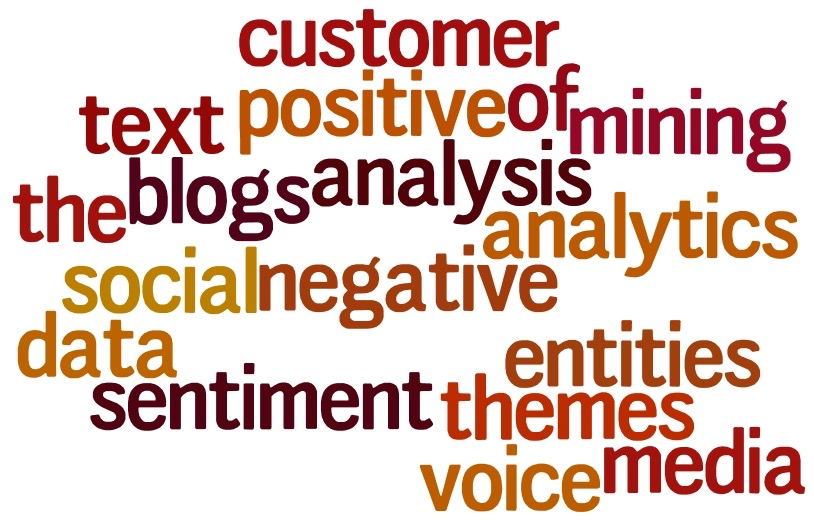 customer
text positive of mining
the blogs analysis
analytics
social negative
data entities
sentiment themes
voice media